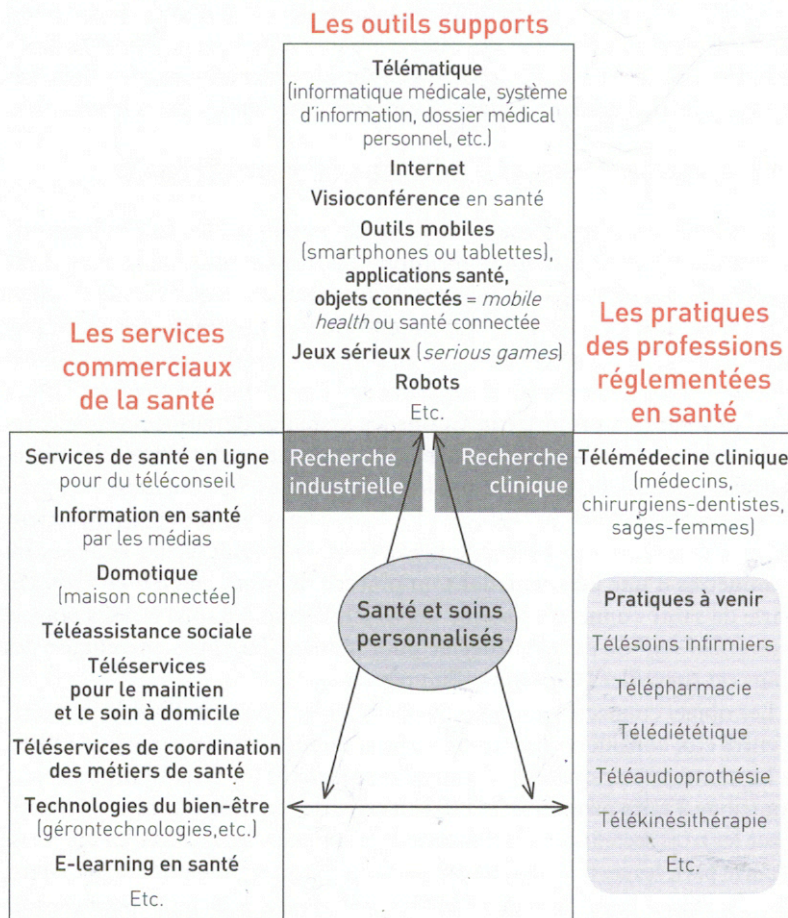 Les outils supports
Télématique
(informatique médicale, système
d'information, dossier médical
personnel, etc.)
Internet
Visioconférence en santé
Outils mobiles
(smartphones ou tablettes),
applications santé,
objets connectés = mobile
health ou santé connectée
Jeux sérieux (serious games)
Robots
Etc.
Les services
commerciaux
de la santé
Services de santé en ligne
pour du téléconseil
Information en santé
par les médias
Domotique
(maison connectée)
Téléassistance sociale
Téléservices
pour le maintien
et le soin à domicile
Téléservices de coordination
des métiers de santé
Technologies du bien-être
(gérontechnologies,etc.)
E-learning en santé
Etc.
Recherche
industrielle
Recherche
clinique
Santé et soins
personnalisés
Les pratiques
des professions
réglementées
en santé
Télémédecine clinique
(médecins,
chirurgiens-dentistes,
sages-femmes)
Pratiques à venir
Télésoins infirmiers
Télépharmacie
Télédiététique
Téléaudioprothésie
Télékinésithérapie
Etc.